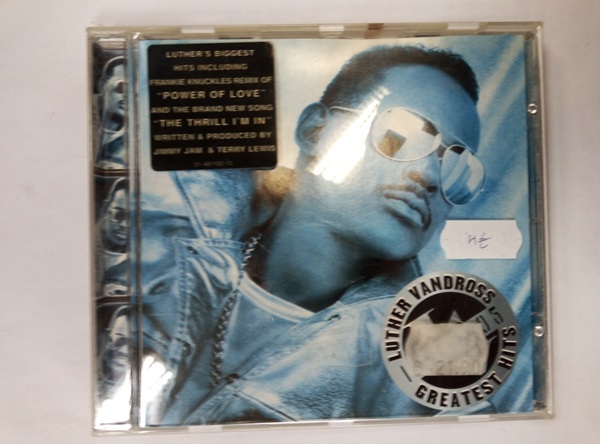 LUTHER'S BIGGEST
HITS INCLUDING
FRANKIE KNUCKLES REMIX OF
"POWER OF LOVE"
AND THE BRAND NEW SONG
"THE THRILL I'M IN"
WRITTEN & PRODUCED BY
JIMMY JAM & TERRY LEWIS
LUTHER VANDROSS
GREATEST HITS